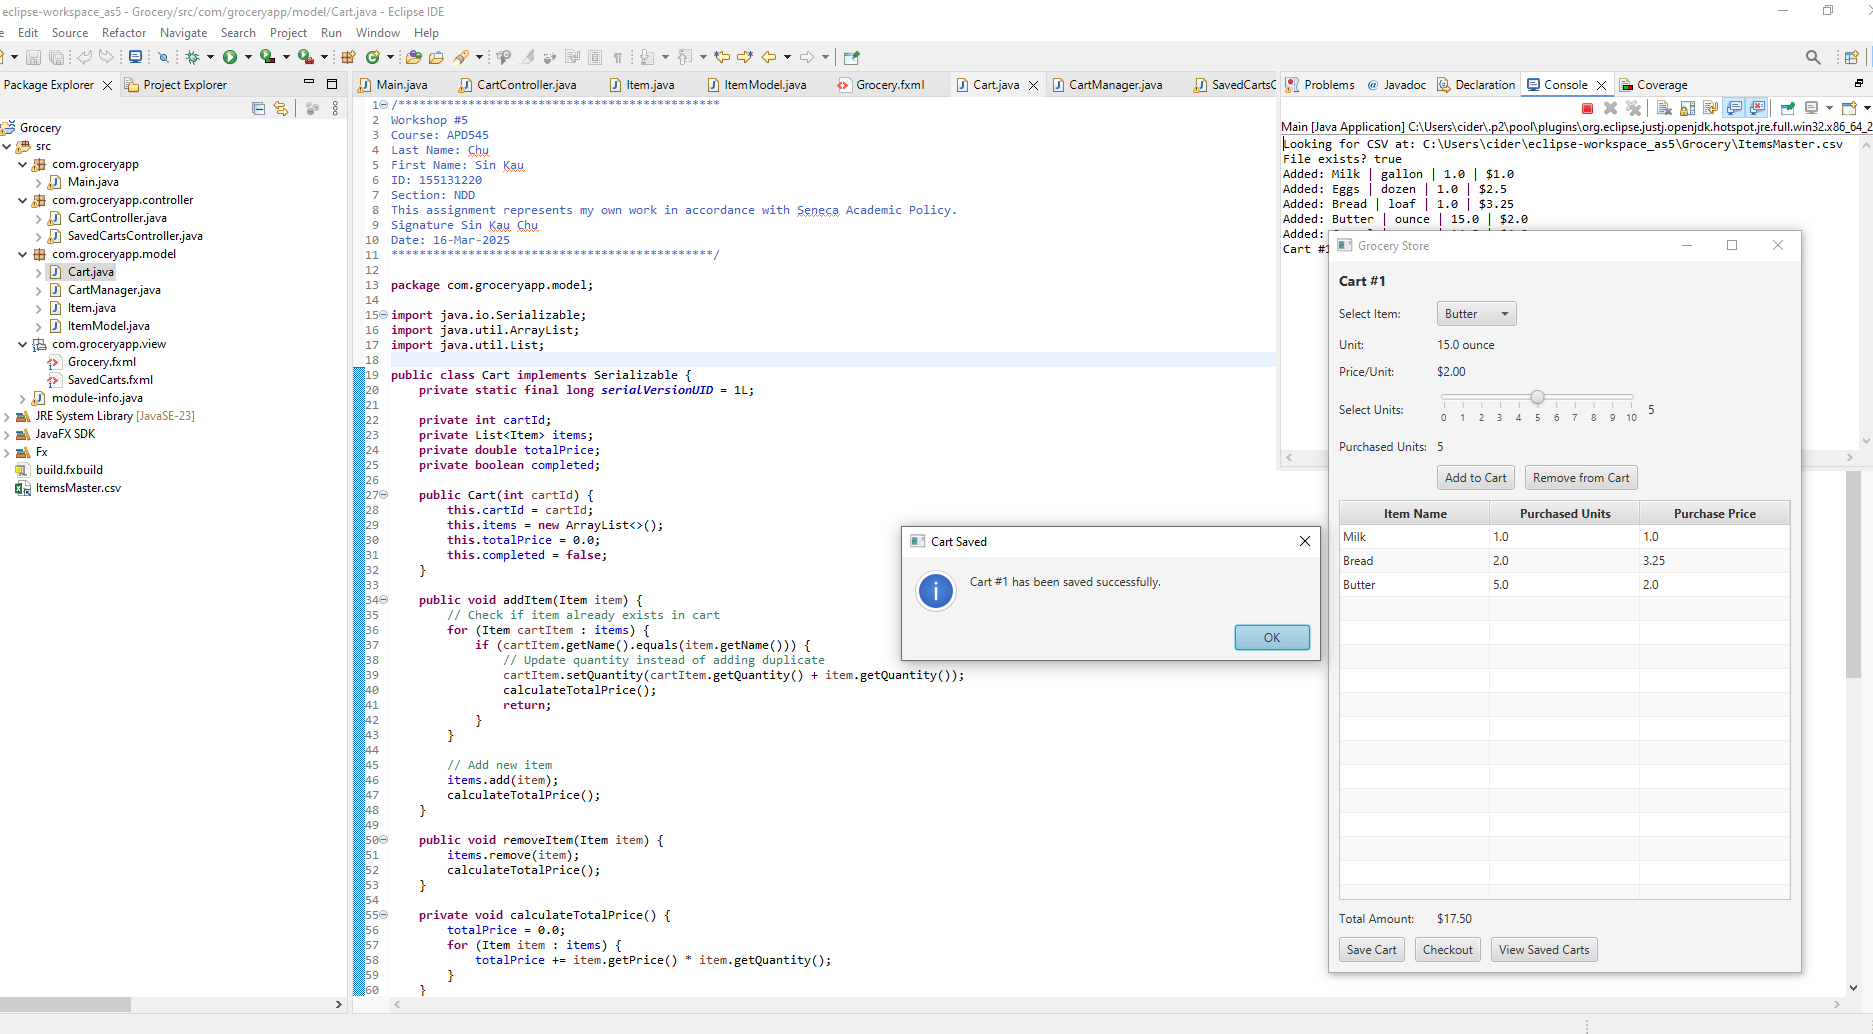 eclipse-workspace_as5 - Grocery/src/com/groceryapp/model/Cart.java - Eclipse IDE
Edit Source Refactor Navigate Search Project Run Window Help
Package Explorer Project Explorer
Grocery
src
com.groceryapp
Main.java
com.groceryapp.controller
CartController.java
SavedCartsController.java
com.groceryapp.model
Cart.java
CartManager.java
Item.java
ItemModel.java
com.groceryapp.view
Grocery.fxml
SavedCarts.fxml
module-info.java
JRE System Library [JavaSE-23]
JavaFX SDK
Fx
build.fxbuild
ItemsMaster.csv
Main.java CartController.java Item.java ItemModel.java Grocery.fxml Cart.java CartManager.java SavedCartsC
1 /**********************************************
2 Workshop #5
3 Course: APD545
4 Last Name: Chu
5 First Name: Sin Kau
6 ID: 155131220
7 Section: NDD
8 This assignment represents my own work in accordance with Seneca Academic Policy.
9 Signature Sin Kau Chu
10 Date: 16-Mar-2025
11 **********************************************/
12
13 package com.groceryapp.model;
14
15 import java.io.Serializable;
16 import java.util.ArrayList;
17 import java.util.List;
18
19 public class Cart implements Serializable {
20 private static final long serialVersionUID = 1L;
21
22 private int cartId;
23 private List<Item> items;
24 private double totalPrice;
25 private boolean completed;
26
27 public Cart(int cartId) {
28 this.cartId = cartId;
29 this.items = new ArrayList<>();
30 this.totalPrice = 0.0;
31 this.completed = false;
32 }
33
34 public void addItem(Item item) {
35 // Check if item already exists in cart
36 for (Item cartItem : items) {
37 if (cartItem.getName().equals(item.getName())) {
38 // Update quantity instead of adding duplicate
39 cartItem.setQuantity(cartItem.getQuantity() + item.getQuantity());
40 calculateTotalPrice();
41 return;
42 }
43 }
44
45 // Add new item
46 items.add(item);
47 calculateTotalPrice();
48 }
49
50 public void removeItem(Item item) {
51 items.remove(item);
52 calculateTotalPrice();
53 }
54
55 private void calculateTotalPrice() {
56 totalPrice = 0.0;
57 for (Item item : items) {
58 totalPrice += item.getPrice() * item.getQuantity();
59 }
60 }
Problems @ Javadoc Declaration Console Coverage
Main [Java Application] C:\Users\cider\.p2\pool\plugins\org.eclipse.justj.openjdk.hotspot.jre.full.win32.x86_64_2
Looking for CSV at: C:\Users\cider\eclipse-workspace_as5\Grocery\ItemsMaster.csv
File exists? true
Added: Milk | gallon | 1.0 | $1.0
Added: Eggs | dozen | 1.0 | $2.5
Added: Bread | loaf | 1.0 | $3.25
Added: Butter | ounce | 15.0 | $2.0
Added:
Cart #1
Grocery Store
Cart #1
Select Item: Butter
Unit: 15.0 ounce
Price/Unit: $2.00
Select Units: 5
0 1 2 3 4 5 6 7 8 9 10
Purchased Units: 5
Add to Cart Remove from Cart
Item Name Purchased Units Purchase Price
Milk 1.0 1.0
Bread 2.0 3.25
Butter 5.0 2.0
Total Amount: $17.50
Save Cart Checkout View Saved Carts
Cart Saved
Cart #1 has been saved successfully.
OK